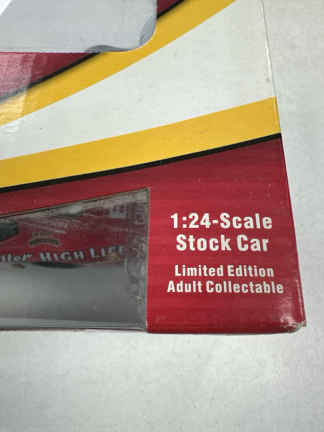 1:24-Scale
Stock Car
Limited Edition
Adult Collectable
HIGH LIFE